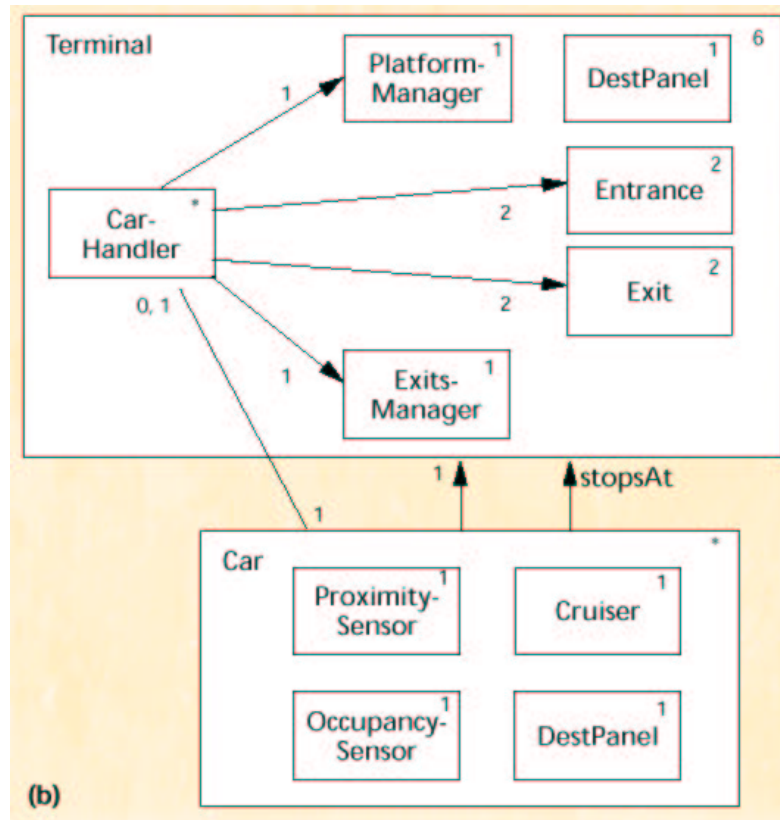 Terminal
6
Platform-
Manager
1
DestPanel
1
1
Car-
Handler
*
Entrance
2
2
Exit
2
2
0, 1
1
Exits-
Manager
1
1
stopsAt
1
Car
*
Proximity-
Sensor
1
Cruiser
1
Occupancy-
Sensor
1
DestPanel
1
(b)